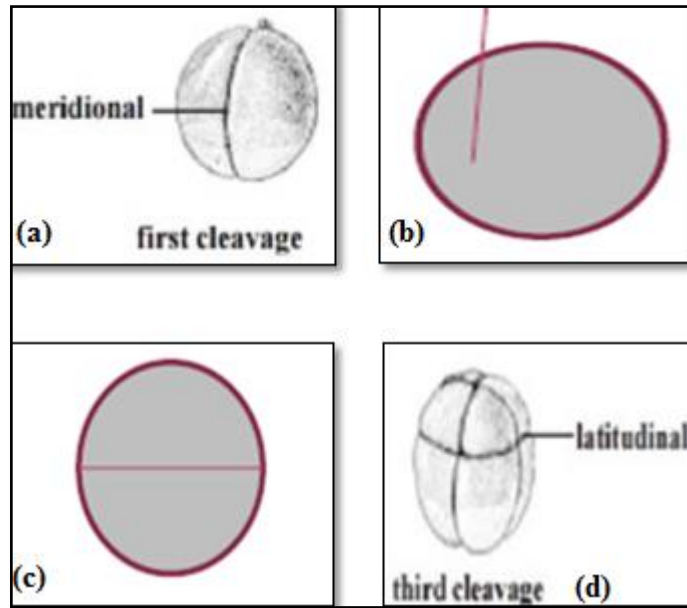 meridional
(a)
first cleavage
(b)
(c)
latitudinal
third cleavage
(d)